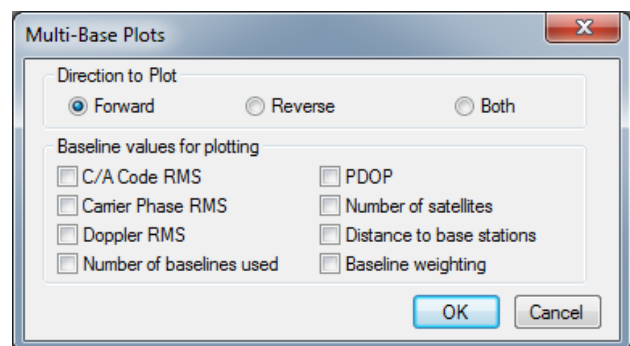 Multi-Base Plots
Direction to Plot
Forward Reverse Both
Baseline values for plotting
C/A Code RMS PDOP
Carrier Phase RMS Number of satellites
Doppler RMS Distance to base stations
Number of baselines used Baseline weighting
OK Cancel